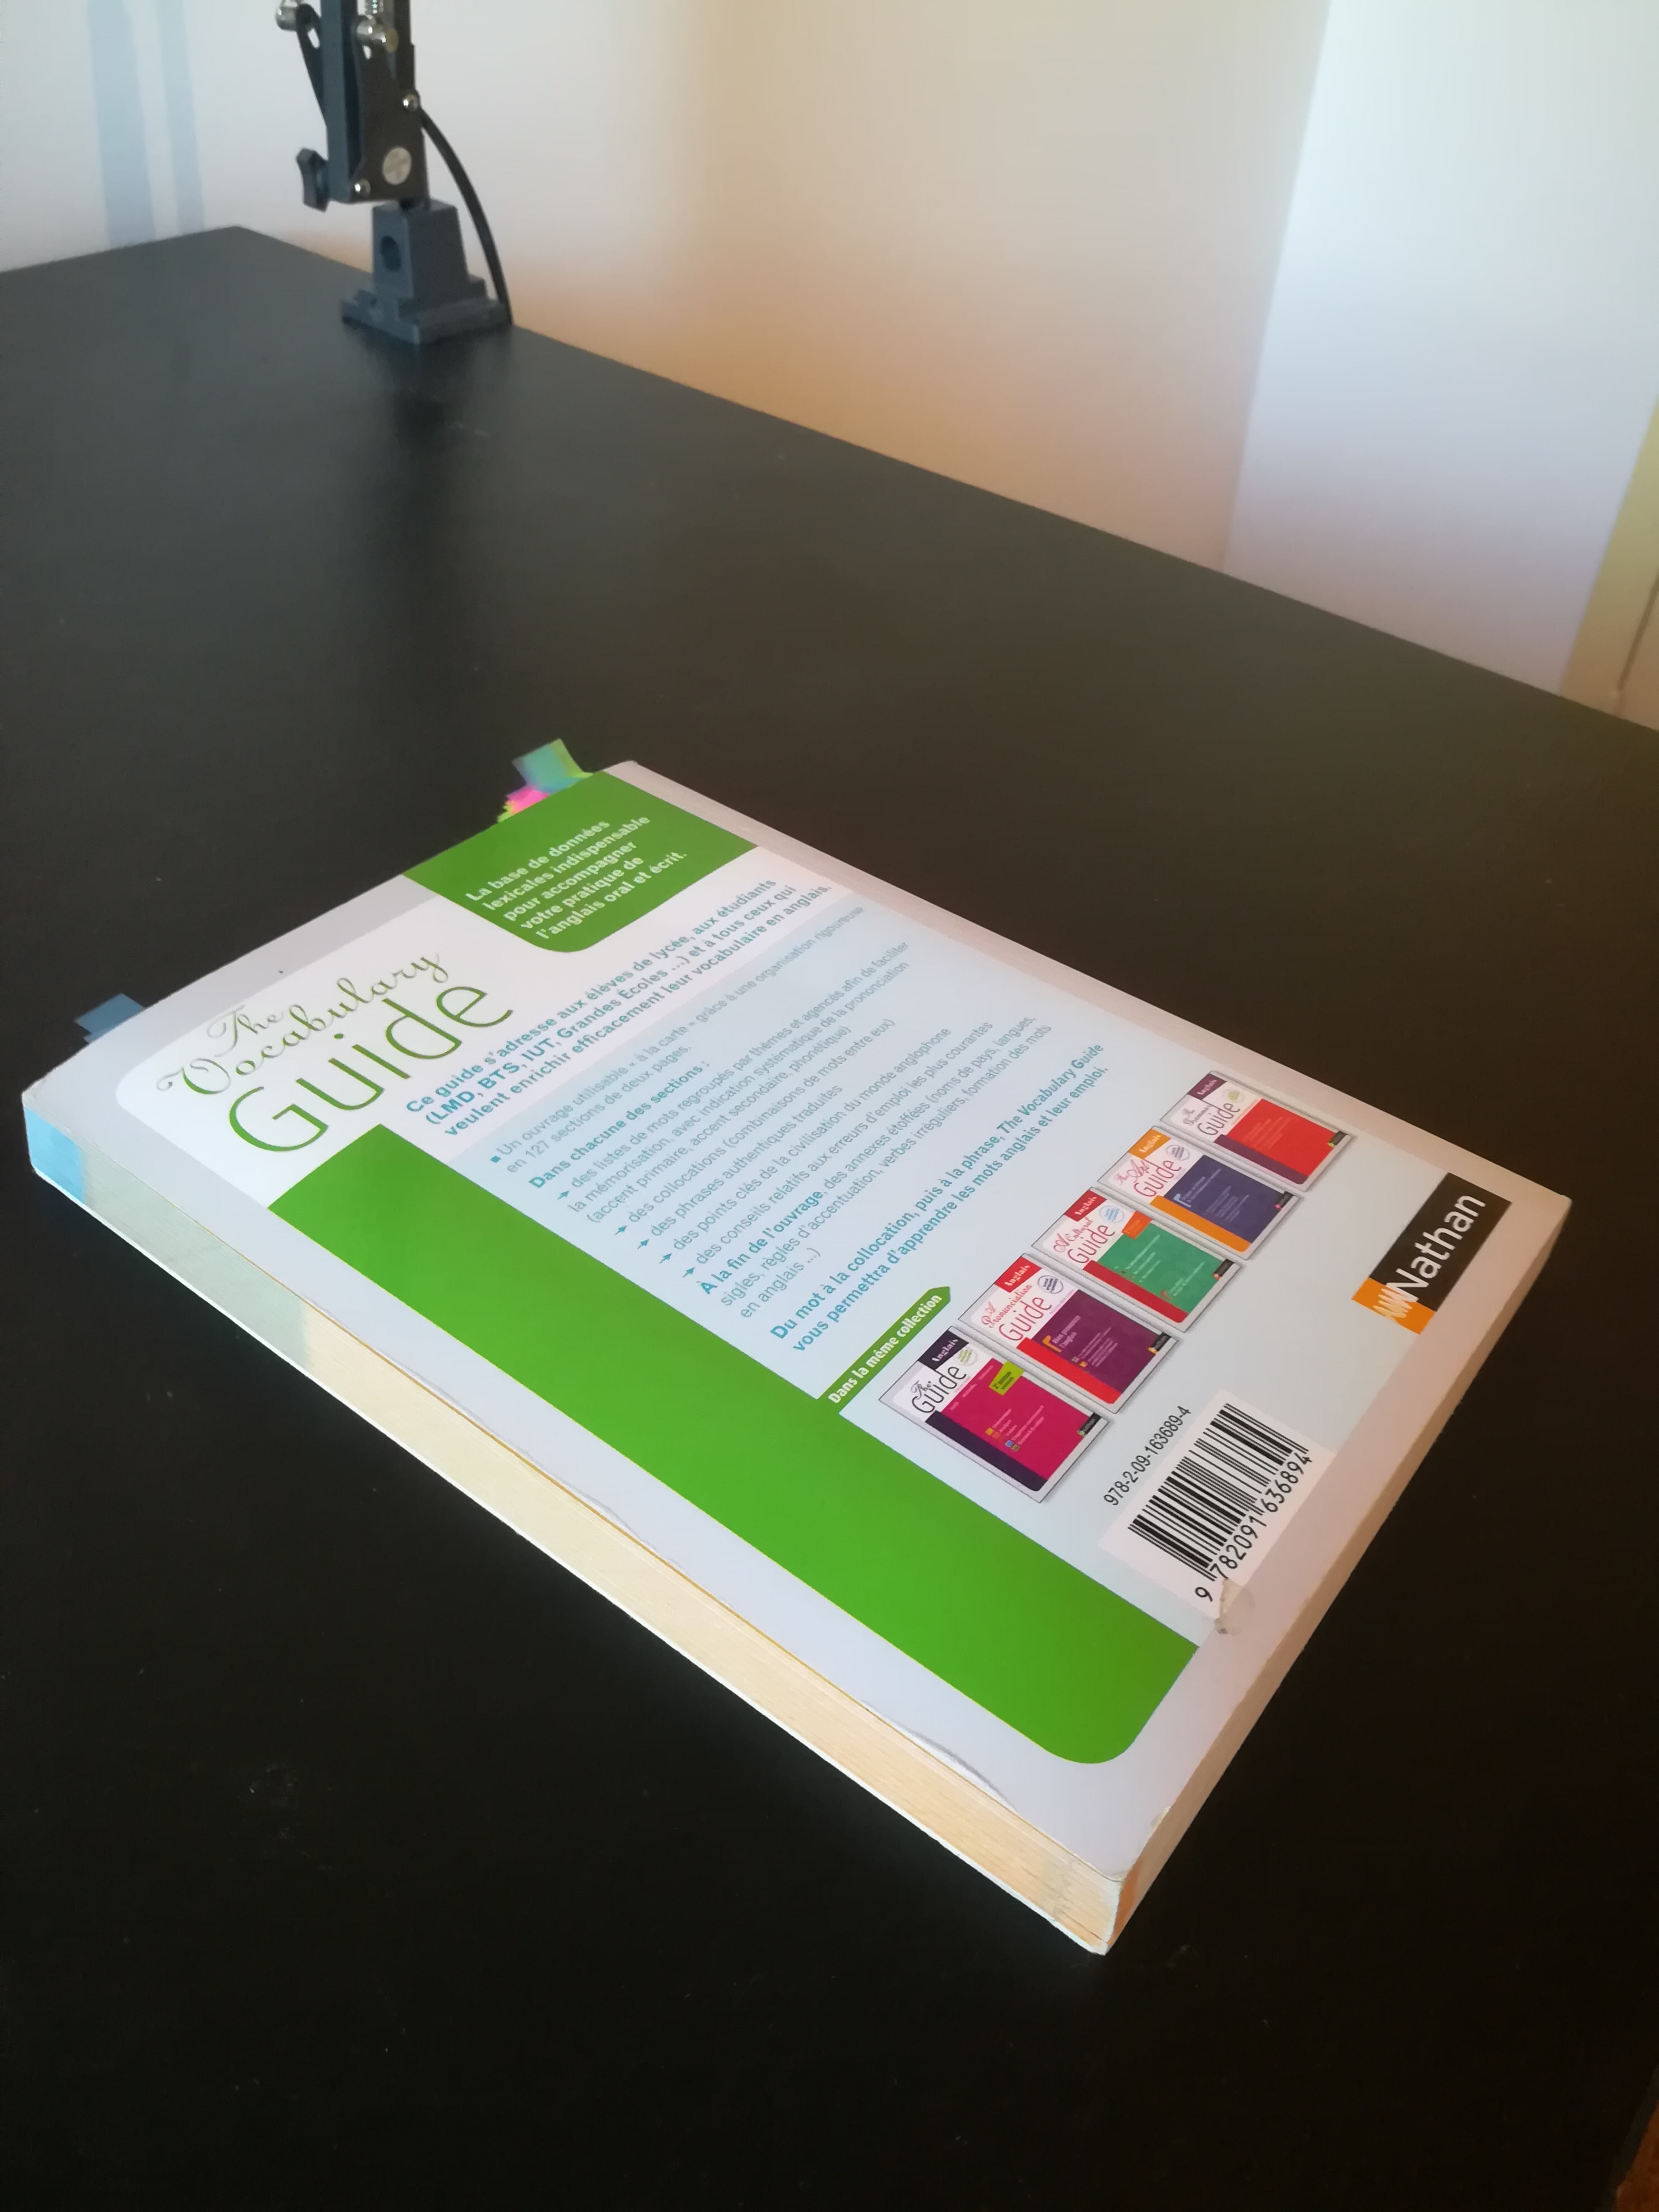 La base de données
lexicales indispensable
pour accompagner
votre pratique de
l'anglais oral et écrit.
The
Vocabulary
Guide
Ce guide s'adresse aux élèves de lycée, aux étudiants
(LMD, BTS, IUT, Grandes Écoles ...) et à tous ceux qui
veulent enrichir efficacement leur vocabulaire en anglais.
■ Un ouvrage utilisable « à la carte » grâce à une organisation rigoureuse
en 127 sections de deux pages.
Dans chacune des sections :
➔ des listes de mots regroupés par thèmes et agencés afin de faciliter
la mémorisation, avec indication systématique de la prononciation
(accent primaire, accent secondaire, phonétique)
➔ des collocations (combinaisons de mots entre eux)
➔ des phrases authentiques traduites
➔ des points clés de la civilisation du monde anglophone
➔ des conseils relatifs aux erreurs d'emploi les plus courantes
À la fin de l'ouvrage, des annexes étoffées (noms de pays, langues,
sigles, règles d'accentuation, verbes irréguliers, formation des mots
en anglais ...)
Du mot à la collocation, puis à la phrase, The Vocabulary Guide
vous permettra d'apprendre les mots anglais et leur emploi.
Dans la même collection
Anglais
The
Guide
Anglais
A
Pronunciation
Guide
Anglais
A Cultural
Guide
Anglais
Guide
Anglais
Guide
Nathan
978-2-09-163689-4
9 782091 636894